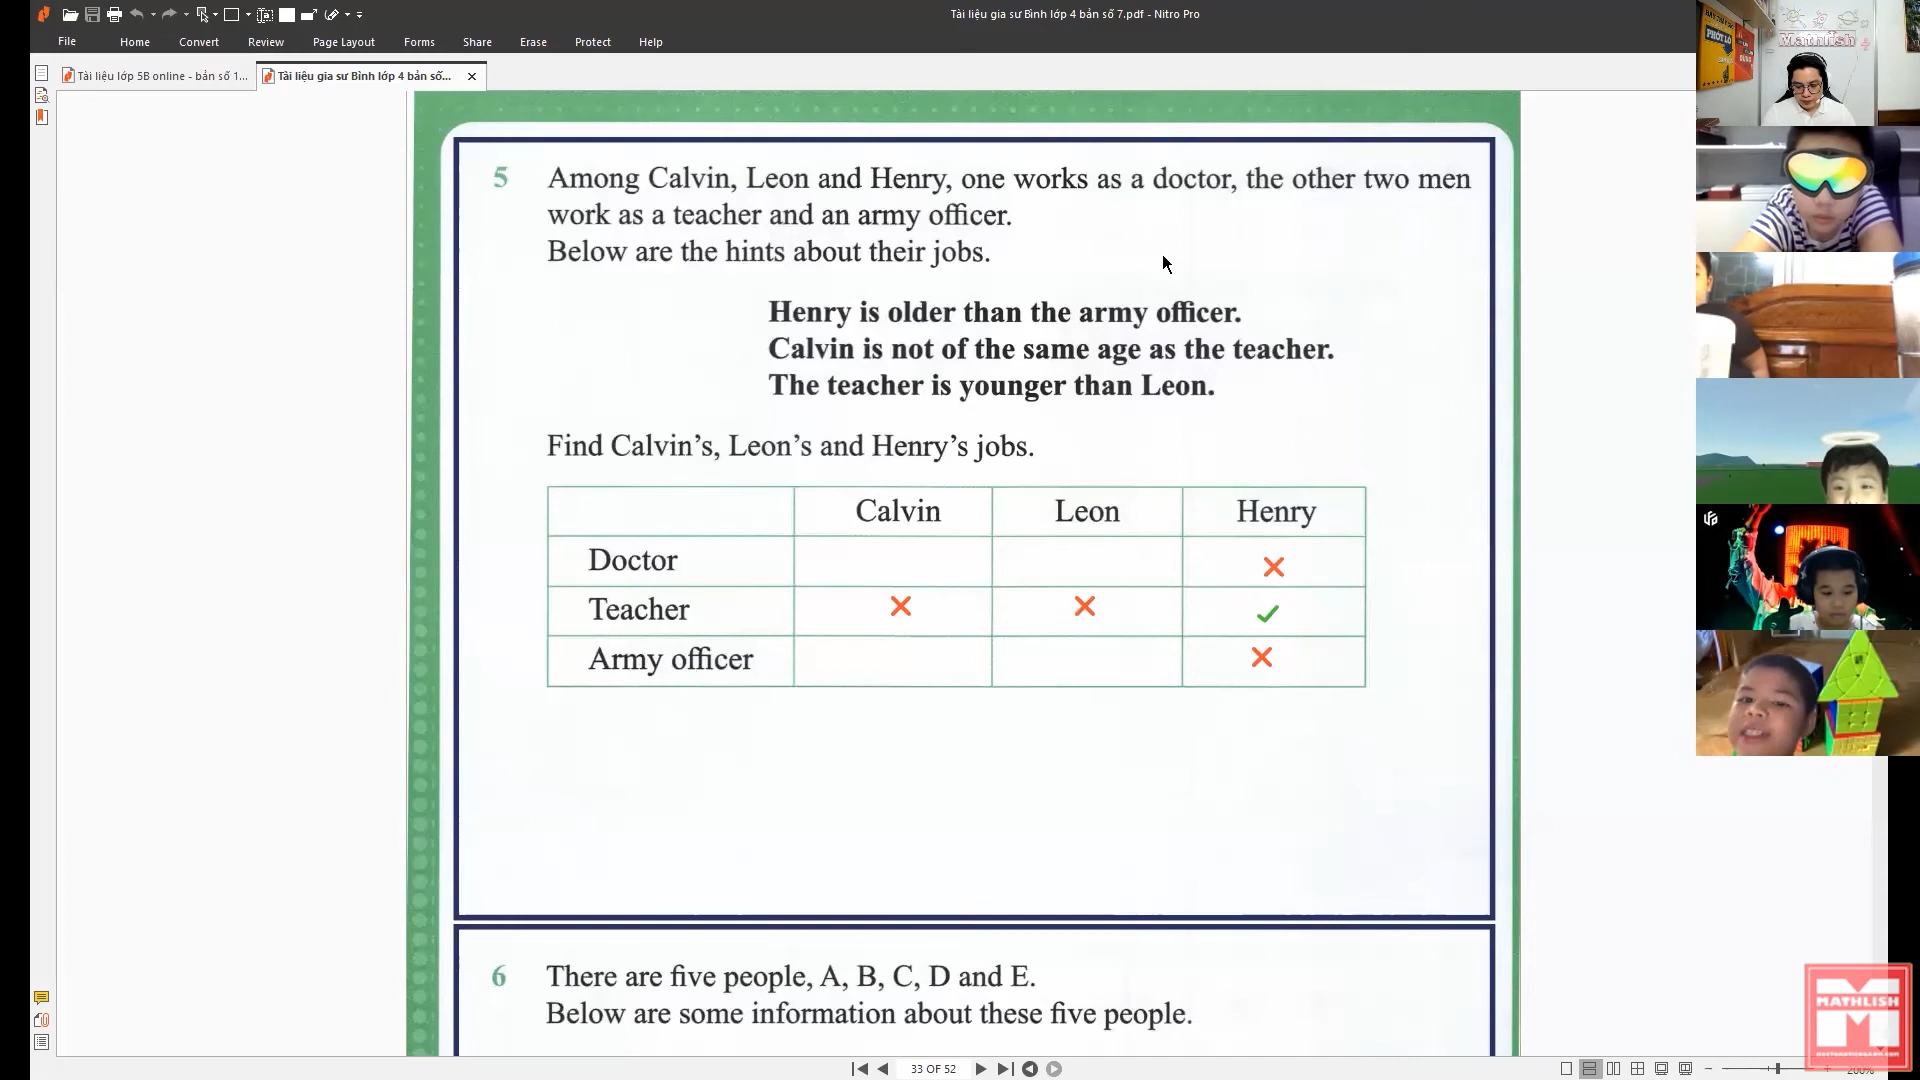 Tài liệu gia sư Bình lớp 4 bản số 7.pdf - Nitro Pro
File Home Convert Review Page Layout Forms Share Erase Protect Help
Tài liệu lớp 5B online - bản số 1...
Tài liệu gia sư Bình lớp 4 bản số...
5 Among Calvin, Leon and Henry, one works as a doctor, the other two men
work as a teacher and an army officer.
Below are the hints about their jobs.
Henry is older than the army officer.
Calvin is not of the same age as the teacher.
The teacher is younger than Leon.
Find Calvin’s, Leon’s and Henry’s jobs.
Calvin Leon Henry
Doctor
Teacher
Army officer
6 There are five people, A, B, C, D and E.
Below are some information about these five people.
33 OF 52
200%
Mathlish
PHỚT LỜ
MATHLISH
M